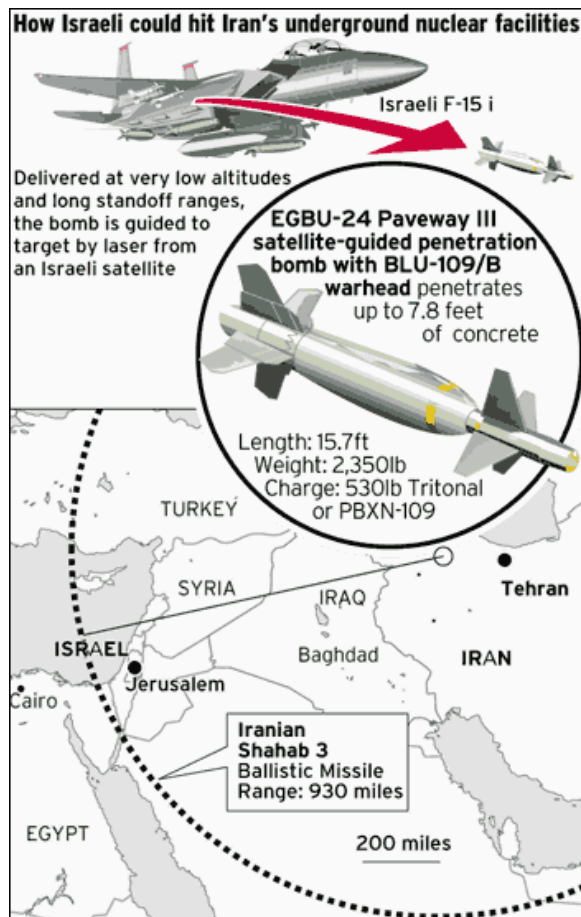 How Israeli could hit Iran's underground nuclear facilities
Israeli F-15 i
Delivered at very low altitudes
and long standoff ranges,
the bomb is guided to
target by laser from
an Israeli satellite
EGBU-24 Paveway III
satellite-guided penetration
bomb with BLU-109/B
warhead penetrates
up to 7.8 feet
of concrete
Length: 15.7ft
Weight: 2,350lb
Charge: 530lb Tritonal
or PBXN-109
TURKEY
SYRIA
IRAQ
Tehran
ISRAEL
Baghdad
IRAN
Jerusalem
Cairo
Iranian
Shahab 3
Ballistic Missile
Range: 930 miles
EGYPT
200 miles